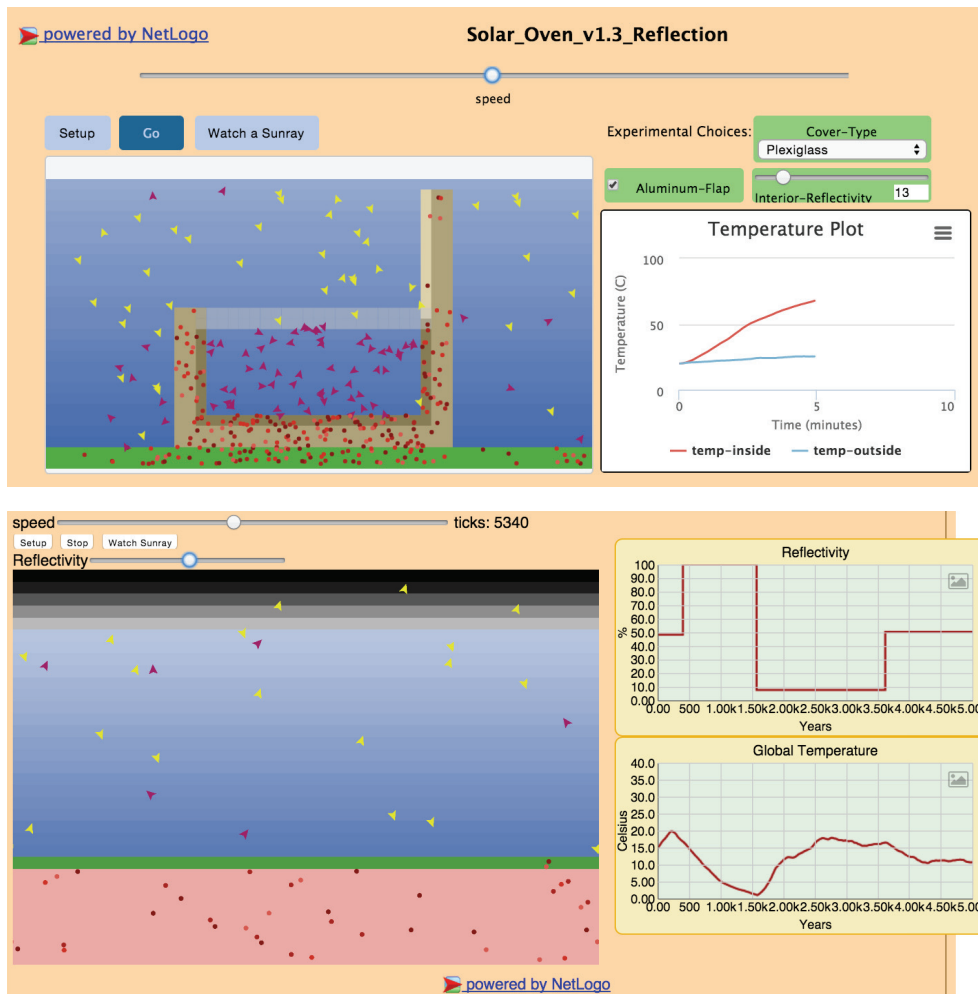 powered by NetLogo
Solar_Oven_v1.3_Reflection
speed
Setup
Go
Watch a Sunray
Experimental Choices:
Cover-Type
Plexiglass
Aluminum-Flap
Interior-Reflectivity
13
Temperature Plot
Temperature (C)
100
50
0
0
5
10
Time (minutes)
temp-inside
temp-outside
speed
ticks: 5340
Setup
Stop
Watch Sunray
Reflectivity
Reflectivity
%
100
90.0
80.0
70.0
60.0
50.0
40.0
30.0
20.0
10.0
0.00
0.00 500 1.00k 1.50k 2.00k 2.50k 3.00k 3.50k 4.00k 4.50k 5.00
Years
Global Temperature
Celsius
40.0
35.0
30.0
25.0
20.0
15.0
10.0
5.00
0.00
0.00 500 1.00k 1.50k 2.00k 2.50k 3.00k 3.50k 4.00k 4.50k 5.00
Years
powered by NetLogo